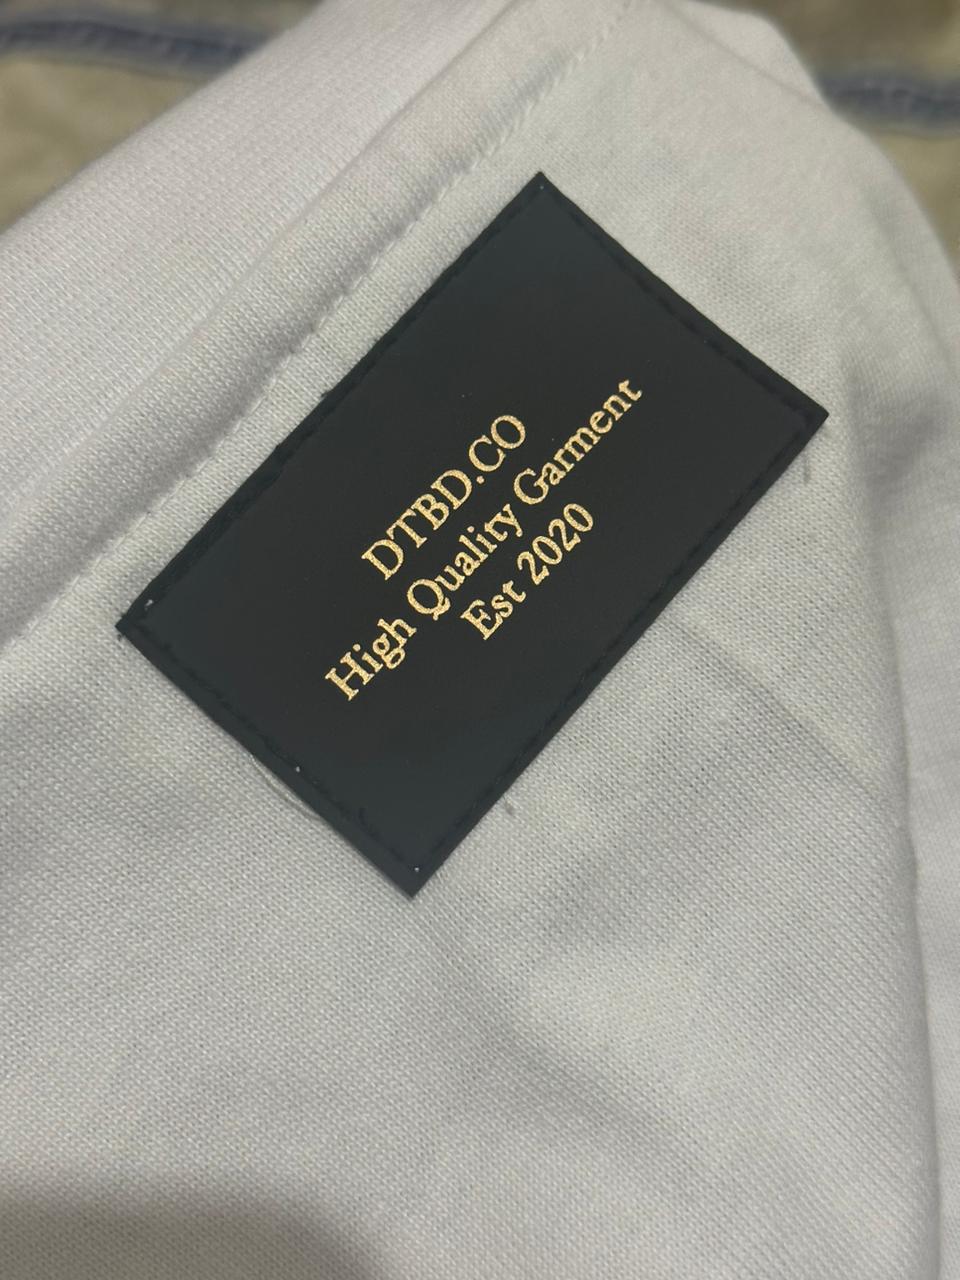 DTBD.CO
High Quality Garment
Est 2020